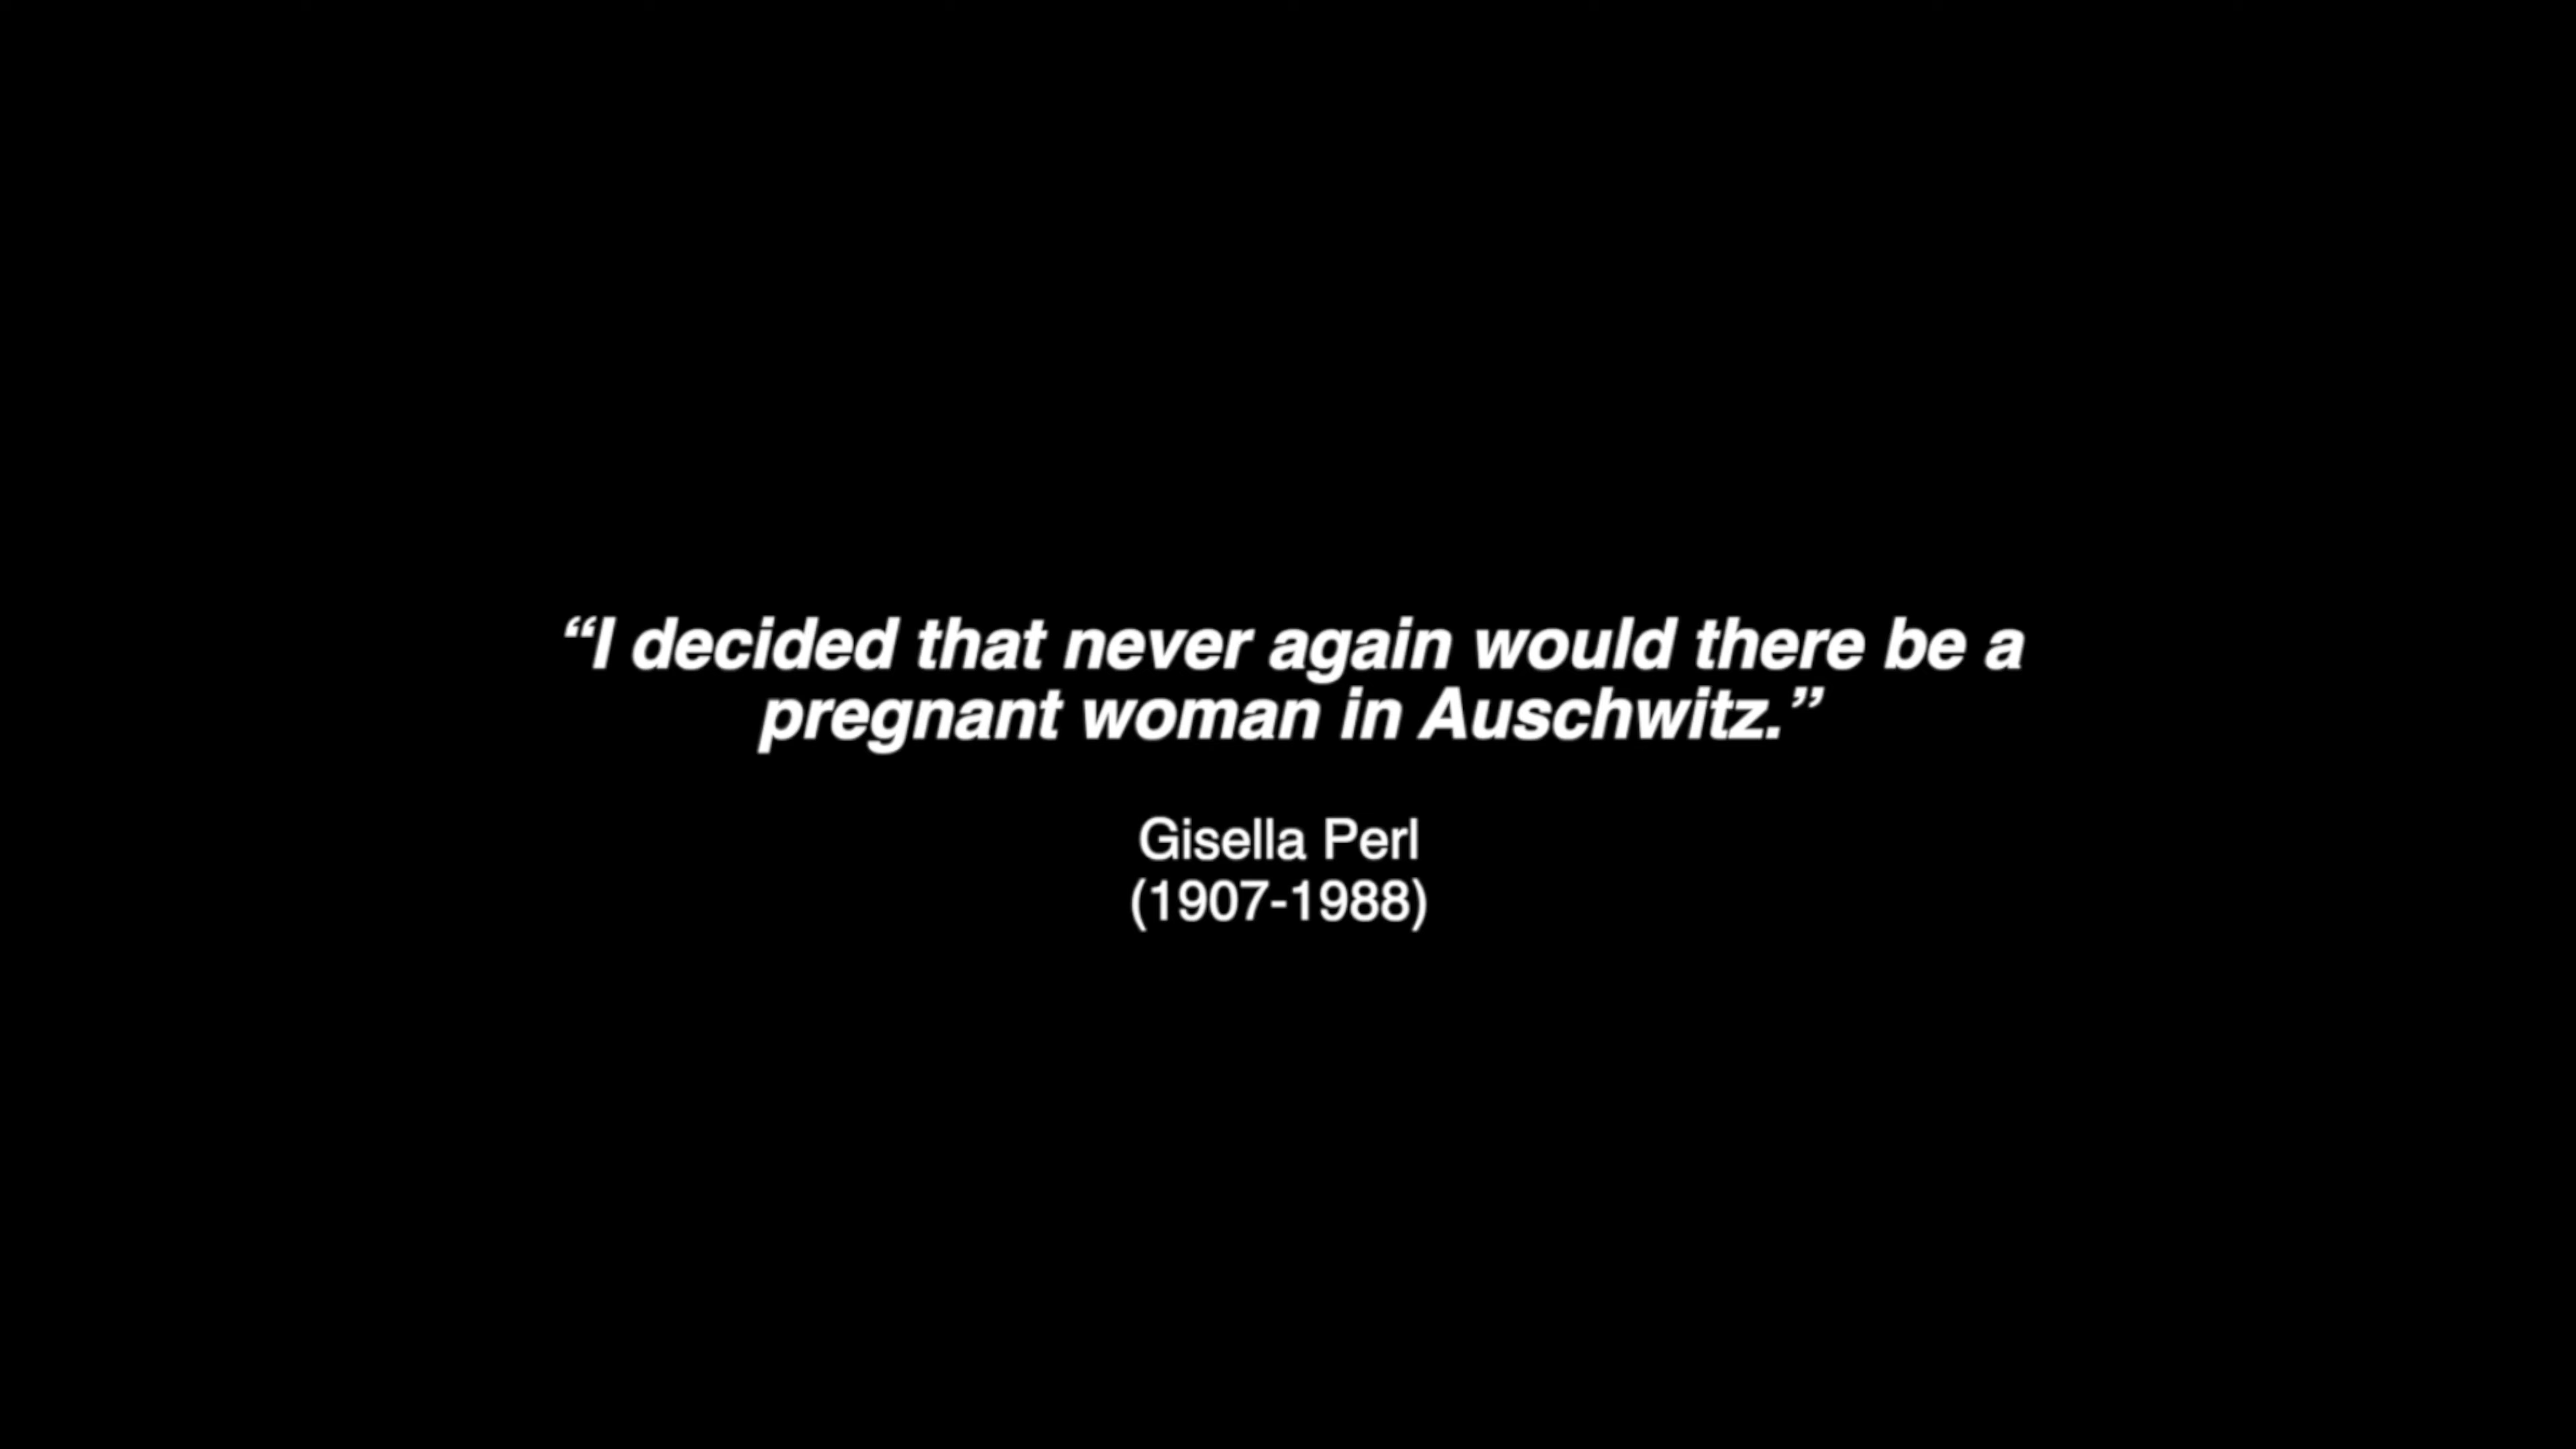 “I decided that never again would there be a
pregnant woman in Auschwitz.”
Gisella Perl
(1907-1988)